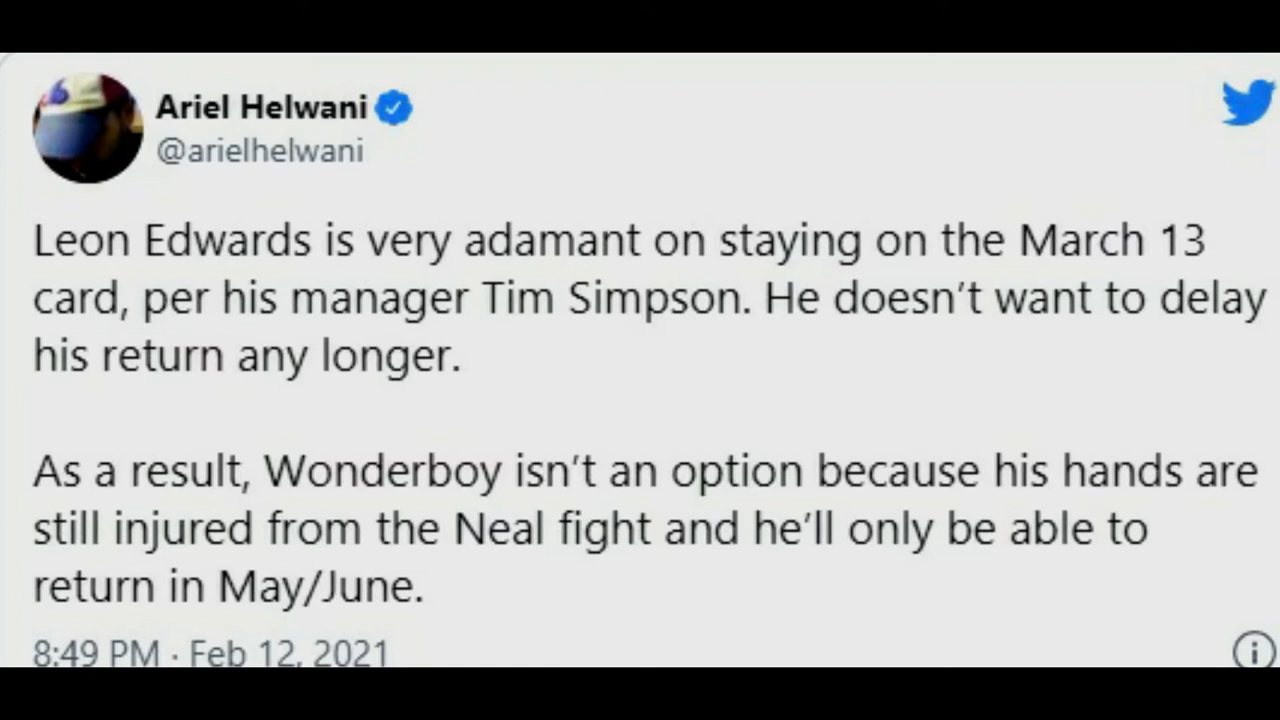 Ariel Helwani
@arielhelwani
Leon Edwards is very adamant on staying on the March 13
card, per his manager Tim Simpson. He doesn't want to delay
his return any longer.
As a result, Wonderboy isn't an option because his hands are
still injured from the Neal fight and he'll only be able to
return in May/June.
8:49 PM · Feb 12, 2021